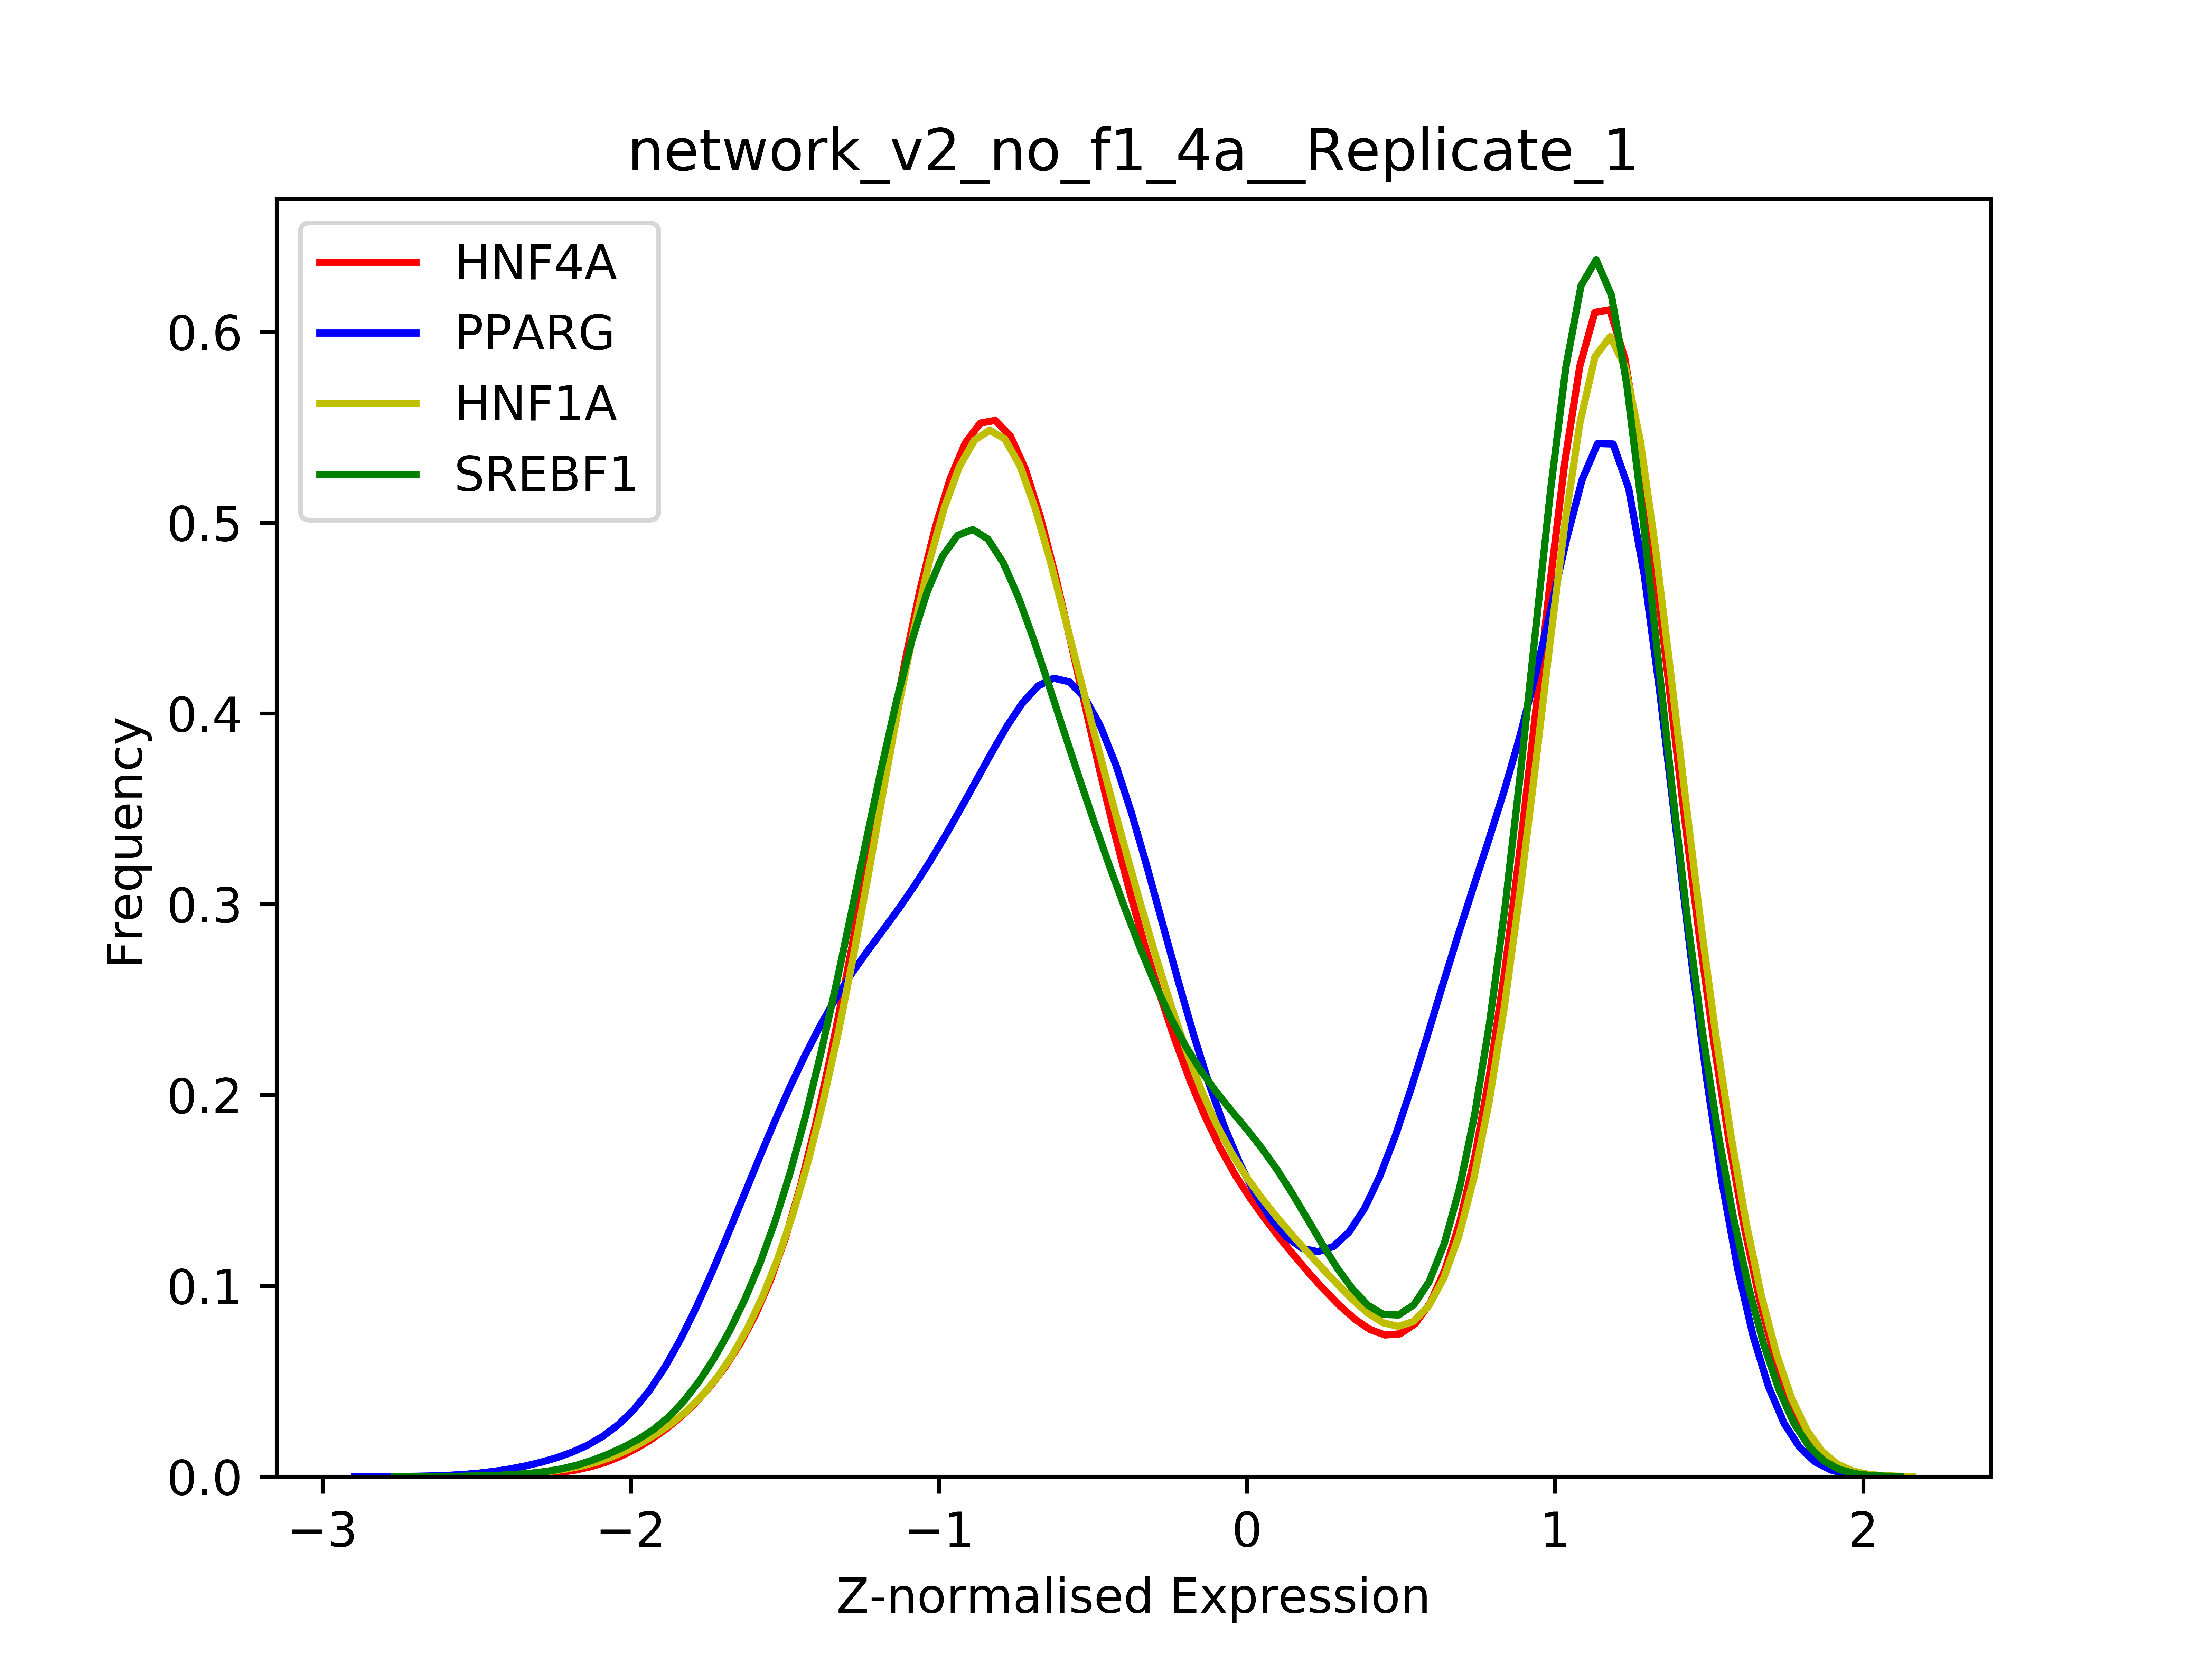 network_v2_no_f1_4a__Replicate_1
HNF4A
PPARG
HNF1A
SREBF1
0.6
0.5
0.4
0.3
0.2
0.1
0.0
Frequency
−3 −2 −1 0 1 2
Z-normalised Expression